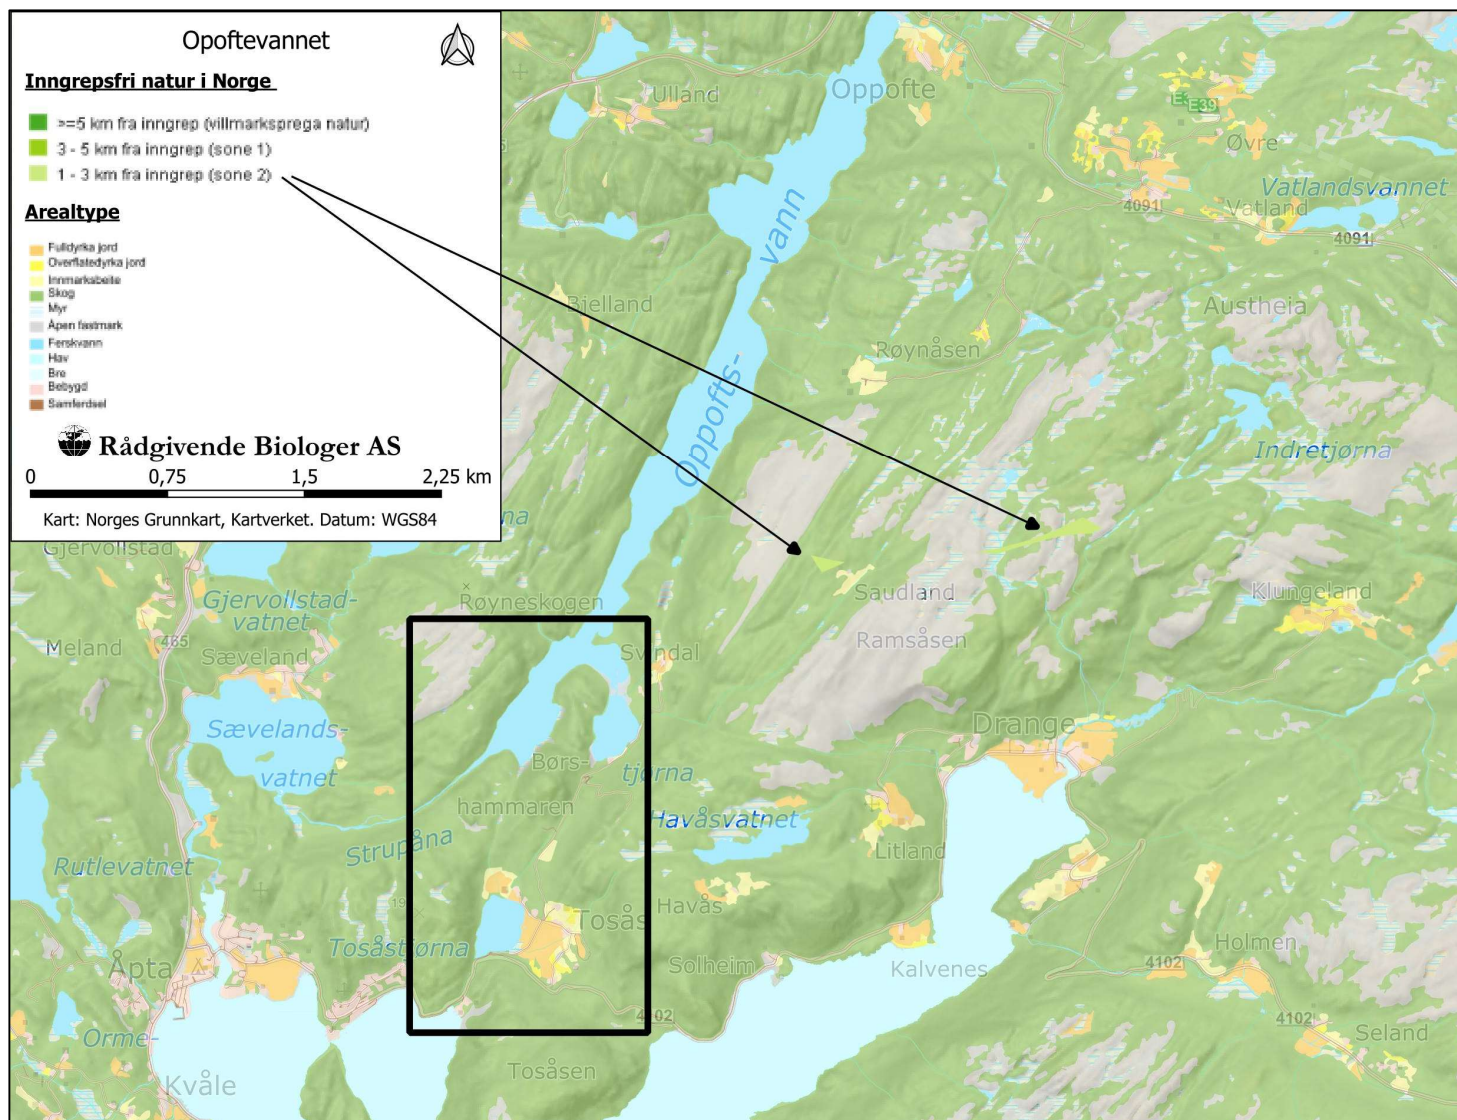 Opoftevannet
Inngrepsfri natur i Norge
>=5 km fra inngrep (villmarksprega natur)
3 - 5 km fra inngrep (sone 1)
1 - 3 km fra inngrep (sone 2)
Arealtype
Fulldyrka jord
Overflatedyrka jord
Innmarksbeite
Skog
Myr
Åpen fastmark
Ferskvann
Hav
Bre
Bebygd
Samferdsel
Rådgivende Biologer AS
0 0,75 1,5 2,25 km
Kart: Norges Grunnkart, Kartverket. Datum: WGS84
Ulland
Oppofte
E39
Øvre
Vatlandsvannet
Vatland
4091
4091
vann
Bjelland
Austheia
Røynåsen
Oppofts-
Indretjørna
Gjervollstad
Gjervollstad-
vatnet
Røyneskogen
Saudland
Klungeland
Meland
465
Sæveland
Svindal
Ramsåsen
Sævelands-
vatnet
Drange
Børs-
tjørna
hammaren
Havåsvatnet
Strupåna
Litland
Rutlevatnet
Tosås
Havås
Tosåstjørna
Åpta
Solheim
Kalvenes
Holmen
4102
4102
4102
Orme-
Seland
Kvåle
Tosåsen